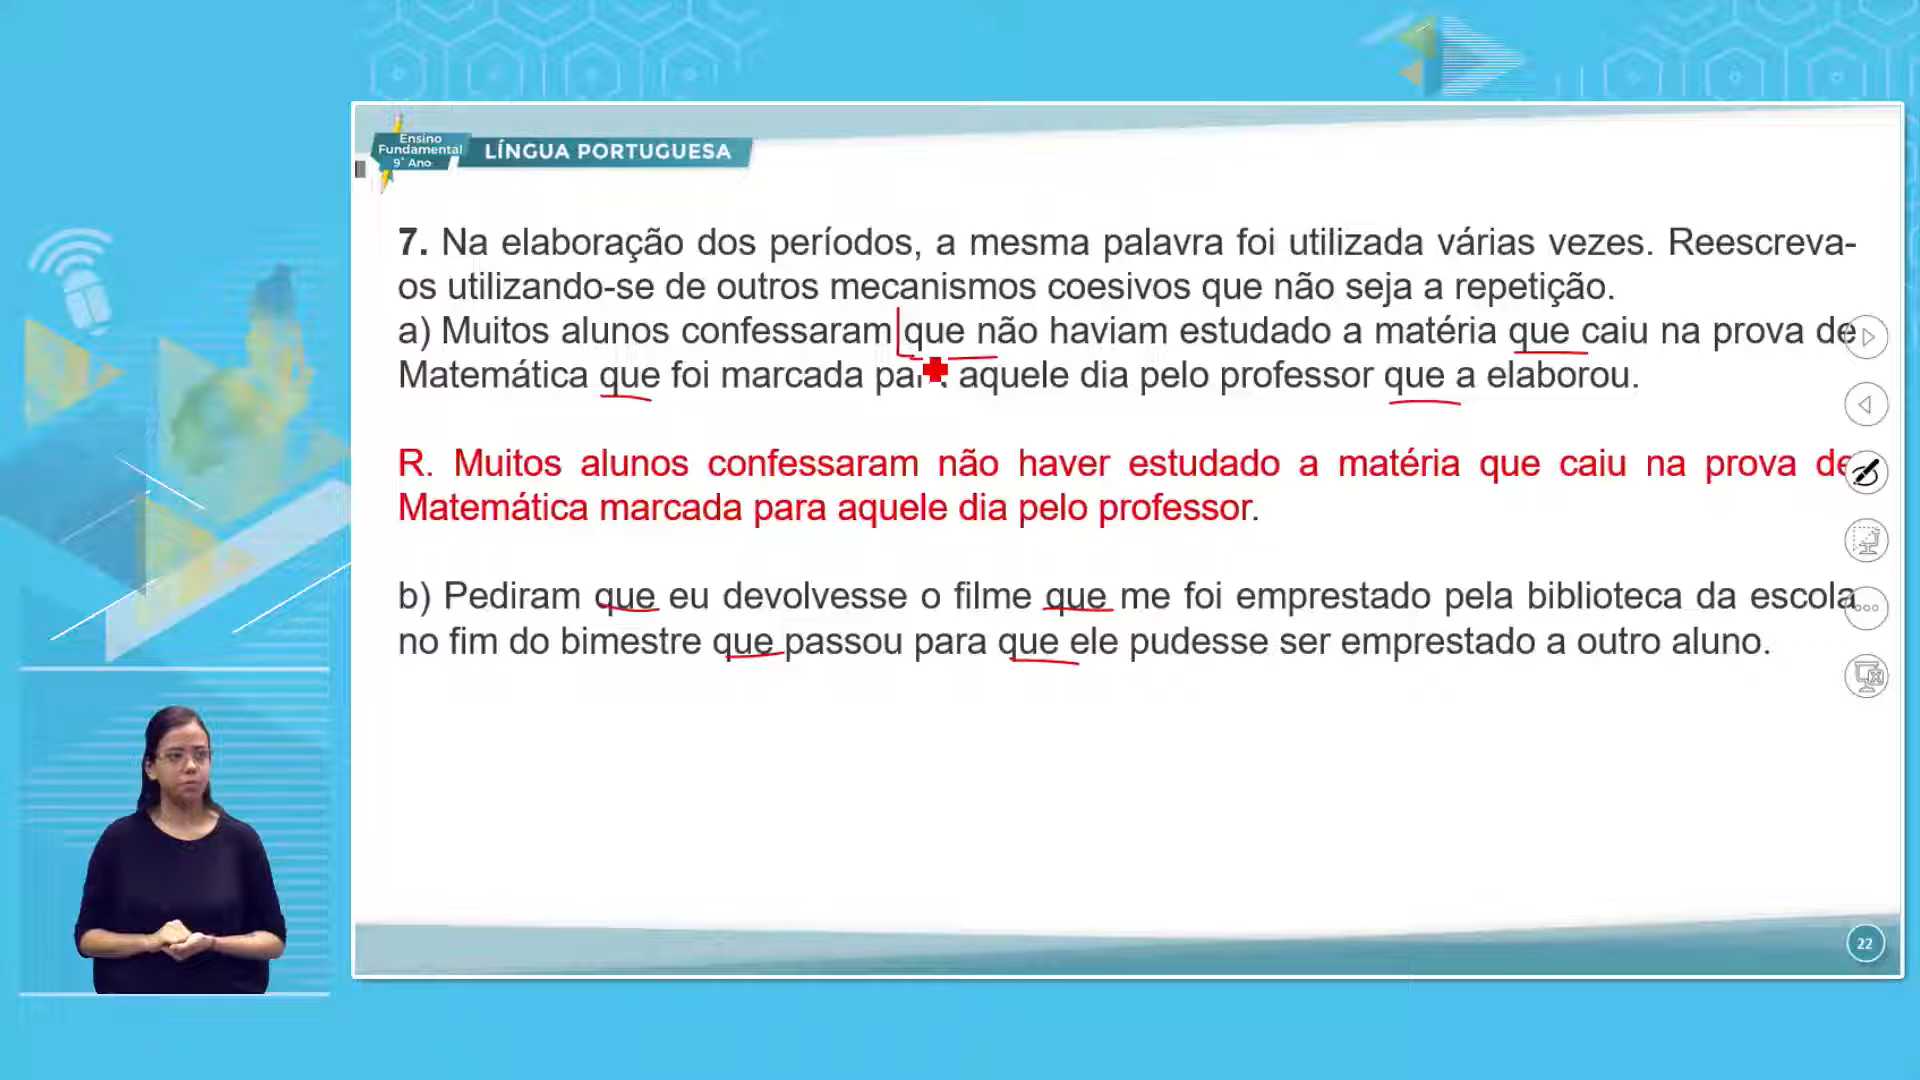 Ensino
Fundamental
9° Ano
LÍNGUA PORTUGUESA
7. Na elaboração dos períodos, a mesma palavra foi utilizada várias vezes. Reescreva-
os utilizando-se de outros mecanismos coesivos que não seja a repetição.
a) Muitos alunos confessaram que não haviam estudado a matéria que caiu na prova de
Matemática que foi marcada aquele dia pelo professor que a elaborou.
R. Muitos alunos confessaram não haver estudado a matéria que caiu na prova de
Matemática marcada para aquele dia pelo professor.
b) Pediram que eu devolvesse o filme que me foi emprestado pela biblioteca da escola
no fim do bimestre que passou para que ele pudesse ser emprestado a outro aluno.
22